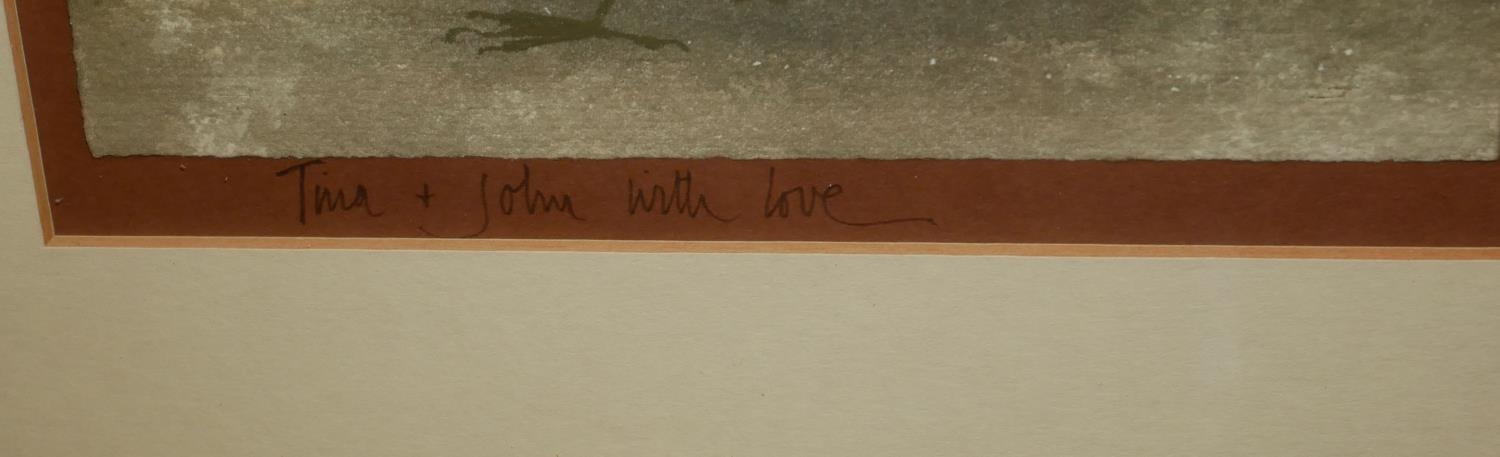 Tina + John with love